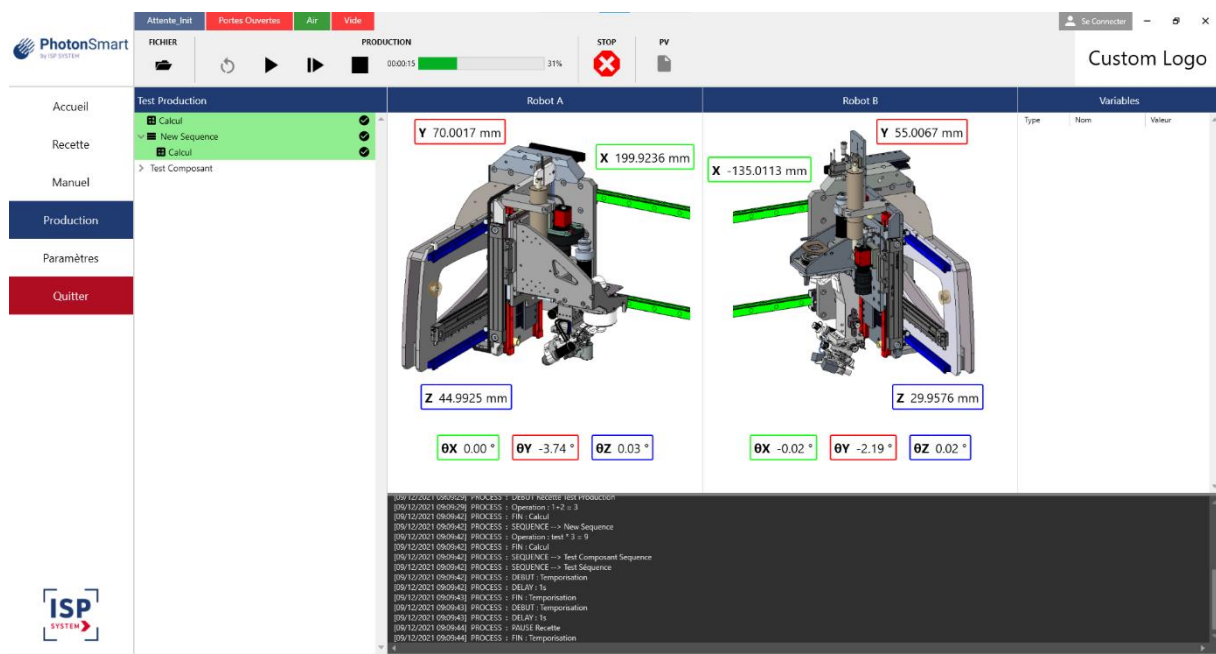 Attente_Init Portes Ouvertes Air Vide Se Connecter
PhotonSmart
by ISP SYSTEM
FICHIER PRODUCTION STOP PV
00:00:15 31%
Custom Logo
Accueil
Recette
Manuel
Production
Paramètres
Quitter
ISP
SYSTEM
Test Production
Calcul
New Sequence
Calcul
Test Composant
Robot A
Y 70.0017 mm
X 199.9236 mm
Z 44.9925 mm
θX 0.00 ° θY -3.74 ° θZ 0.03 °
Robot B
Y 55.0067 mm
X -135.0113 mm
Z 29.9576 mm
θX -0.02 ° θY -2.19 ° θZ 0.02 °
Variables
Type Nom Valeur
[09/12/2021 09:09:29] PROCESS : DEBUT Recette Test Production
[09/12/2021 09:09:29] PROCESS : Operation : 1+2 = 3
[09/12/2021 09:09:42] PROCESS : FIN : Calcul
[09/12/2021 09:09:42] PROCESS : SEQUENCE --> New Sequence
[09/12/2021 09:09:42] PROCESS : Operation : test * 3 = 9
[09/12/2021 09:09:42] PROCESS : FIN : Calcul
[09/12/2021 09:09:42] PROCESS : SEQUENCE --> Test Composant Sequence
[09/12/2021 09:09:42] PROCESS : SEQUENCE --> Test Séquence
[09/12/2021 09:09:42] PROCESS : DEBUT : Temporisation
[09/12/2021 09:09:42] PROCESS : DELAY : 1s
[09/12/2021 09:09:43] PROCESS : FIN : Temporisation
[09/12/2021 09:09:43] PROCESS : DEBUT : Temporisation
[09/12/2021 09:09:43] PROCESS : DELAY : 1s
[09/12/2021 09:09:44] PROCESS : PAUSE Recette
[09/12/2021 09:09:44] PROCESS : FIN : Temporisation